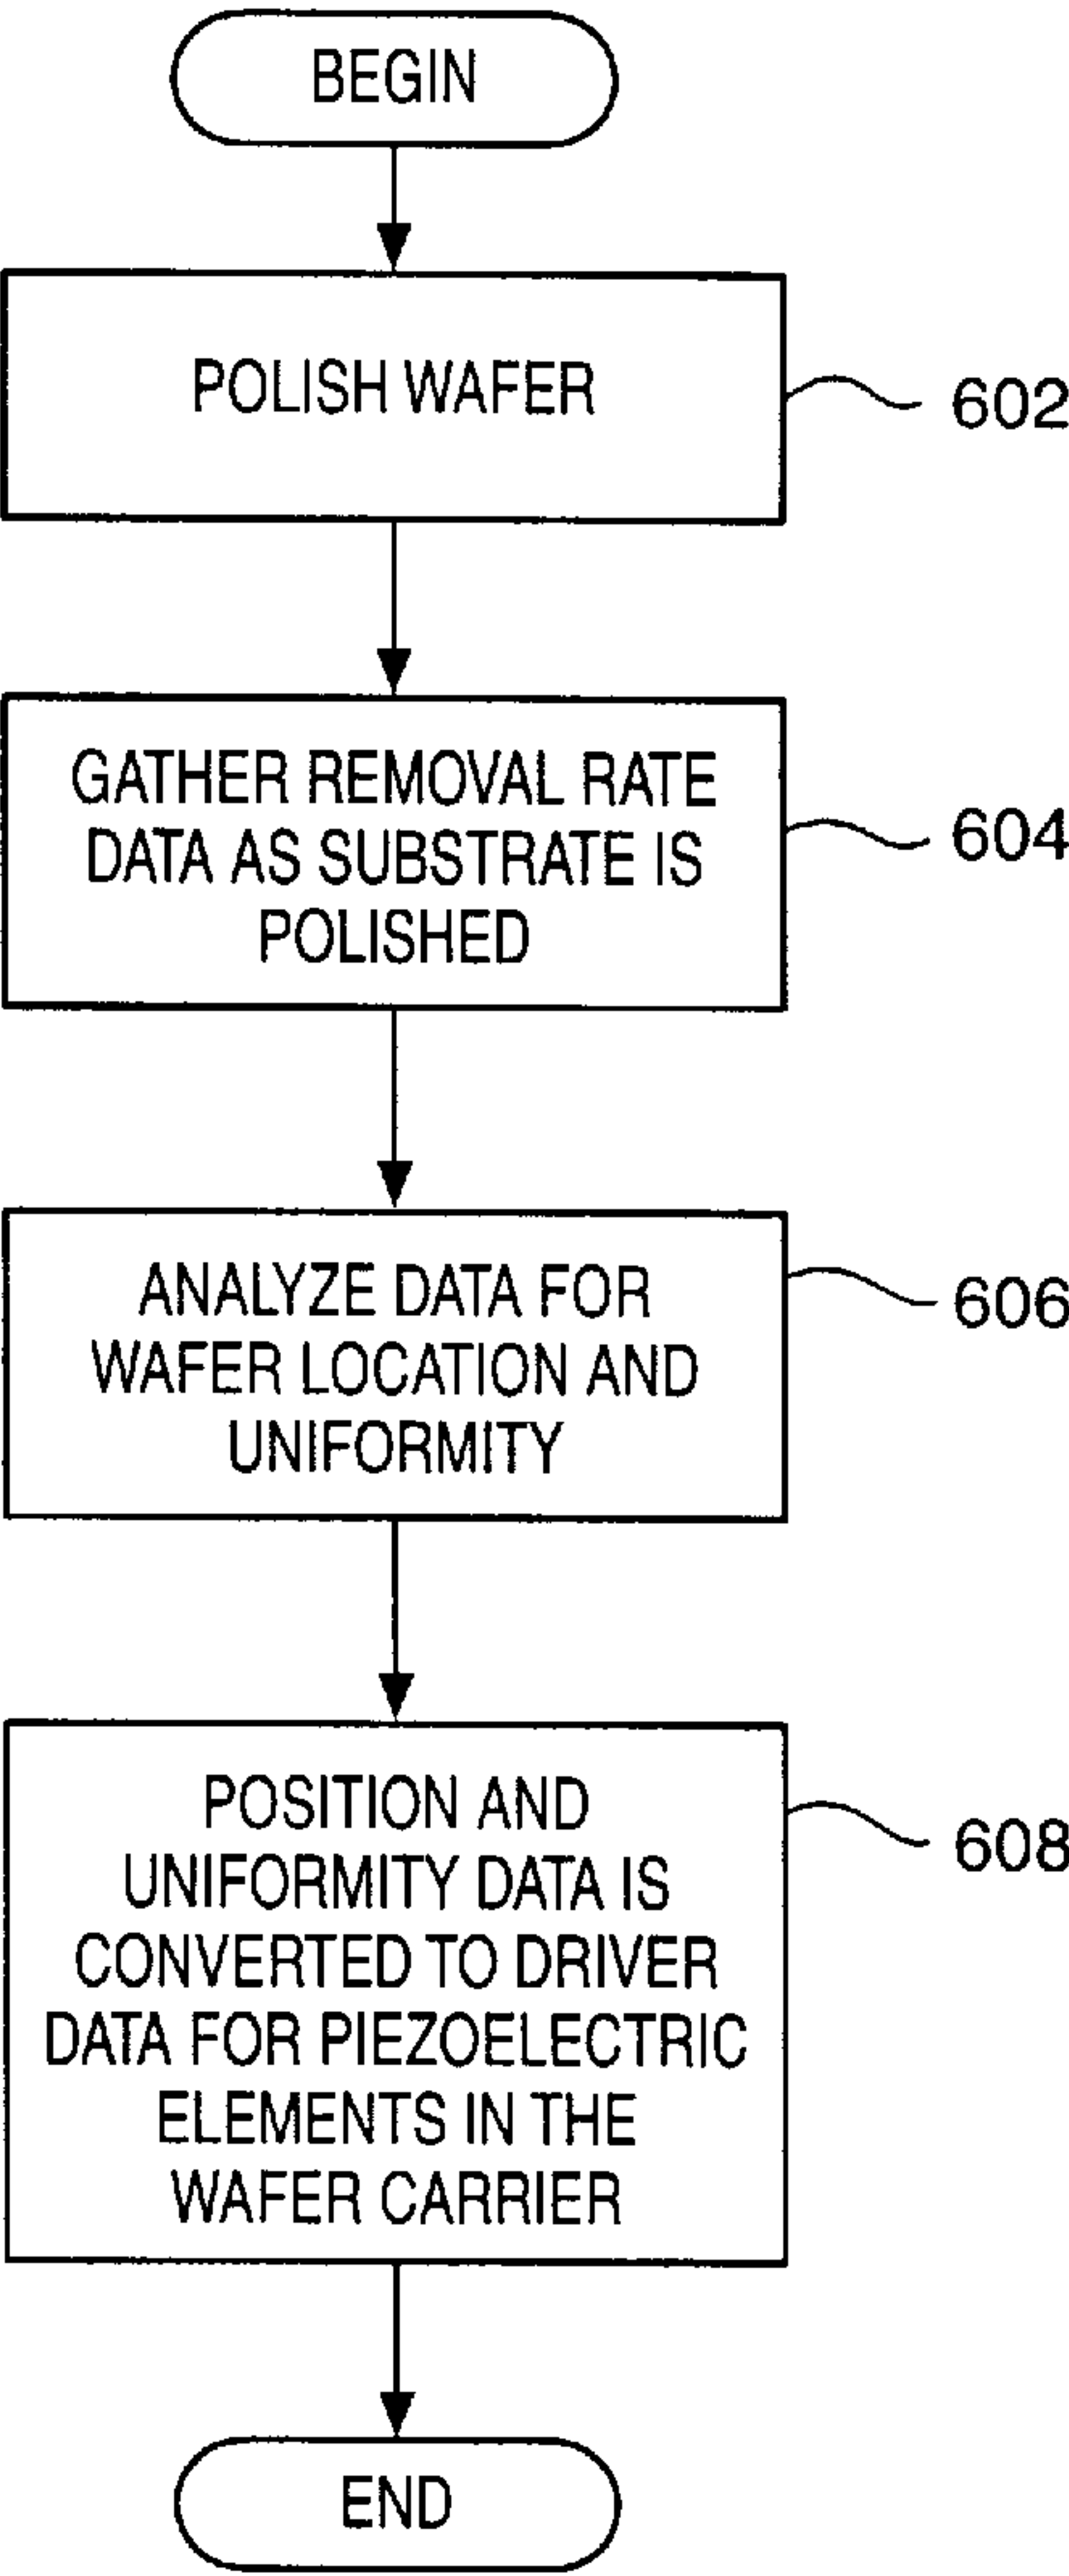 BEGIN
POLISH WAFER
602
GATHER REMOVAL RATE
DATA AS SUBSTRATE IS
POLISHED
604
ANALYZE DATA FOR
WAFER LOCATION AND
UNIFORMITY
606
POSITION AND
UNIFORMITY DATA IS
CONVERTED TO DRIVER
DATA FOR PIEZOELECTRIC
ELEMENTS IN THE
WAFER CARRIER
608
END